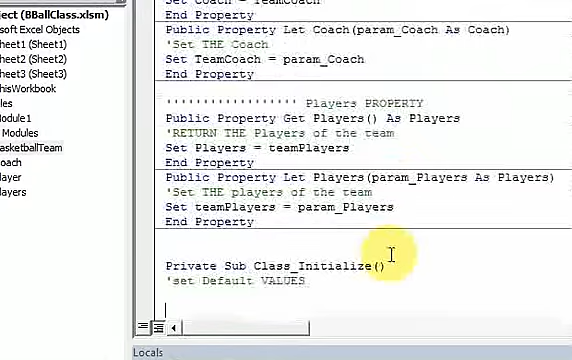 Set Coach = TeamCoach
ject (BBallClass.xlsm)
End Property
soft Excel Objects
Public Property Let Coach(param_Coach As Coach)
heet1 (Sheet1)
'Set THE Coach
heet2 (Sheet2)
Set TeamCoach = param_Coach
heet3 (Sheet3)
End Property
hisWorkbook
les
'''''''''''''''''' Players PROPERTY
odule1
Public Property Get Players() As Players
Modules
'RETURN THE Players of the team
asketballTeam
Set Players = teamPlayers
oach
End Property
ayer
Public Property Let Players(param_Players As Players)
ayers
'Set THE players of the team
Set teamPlayers = param_Players
End Property
Private Sub Class_Initialize()
'set Default VALUES
Locals